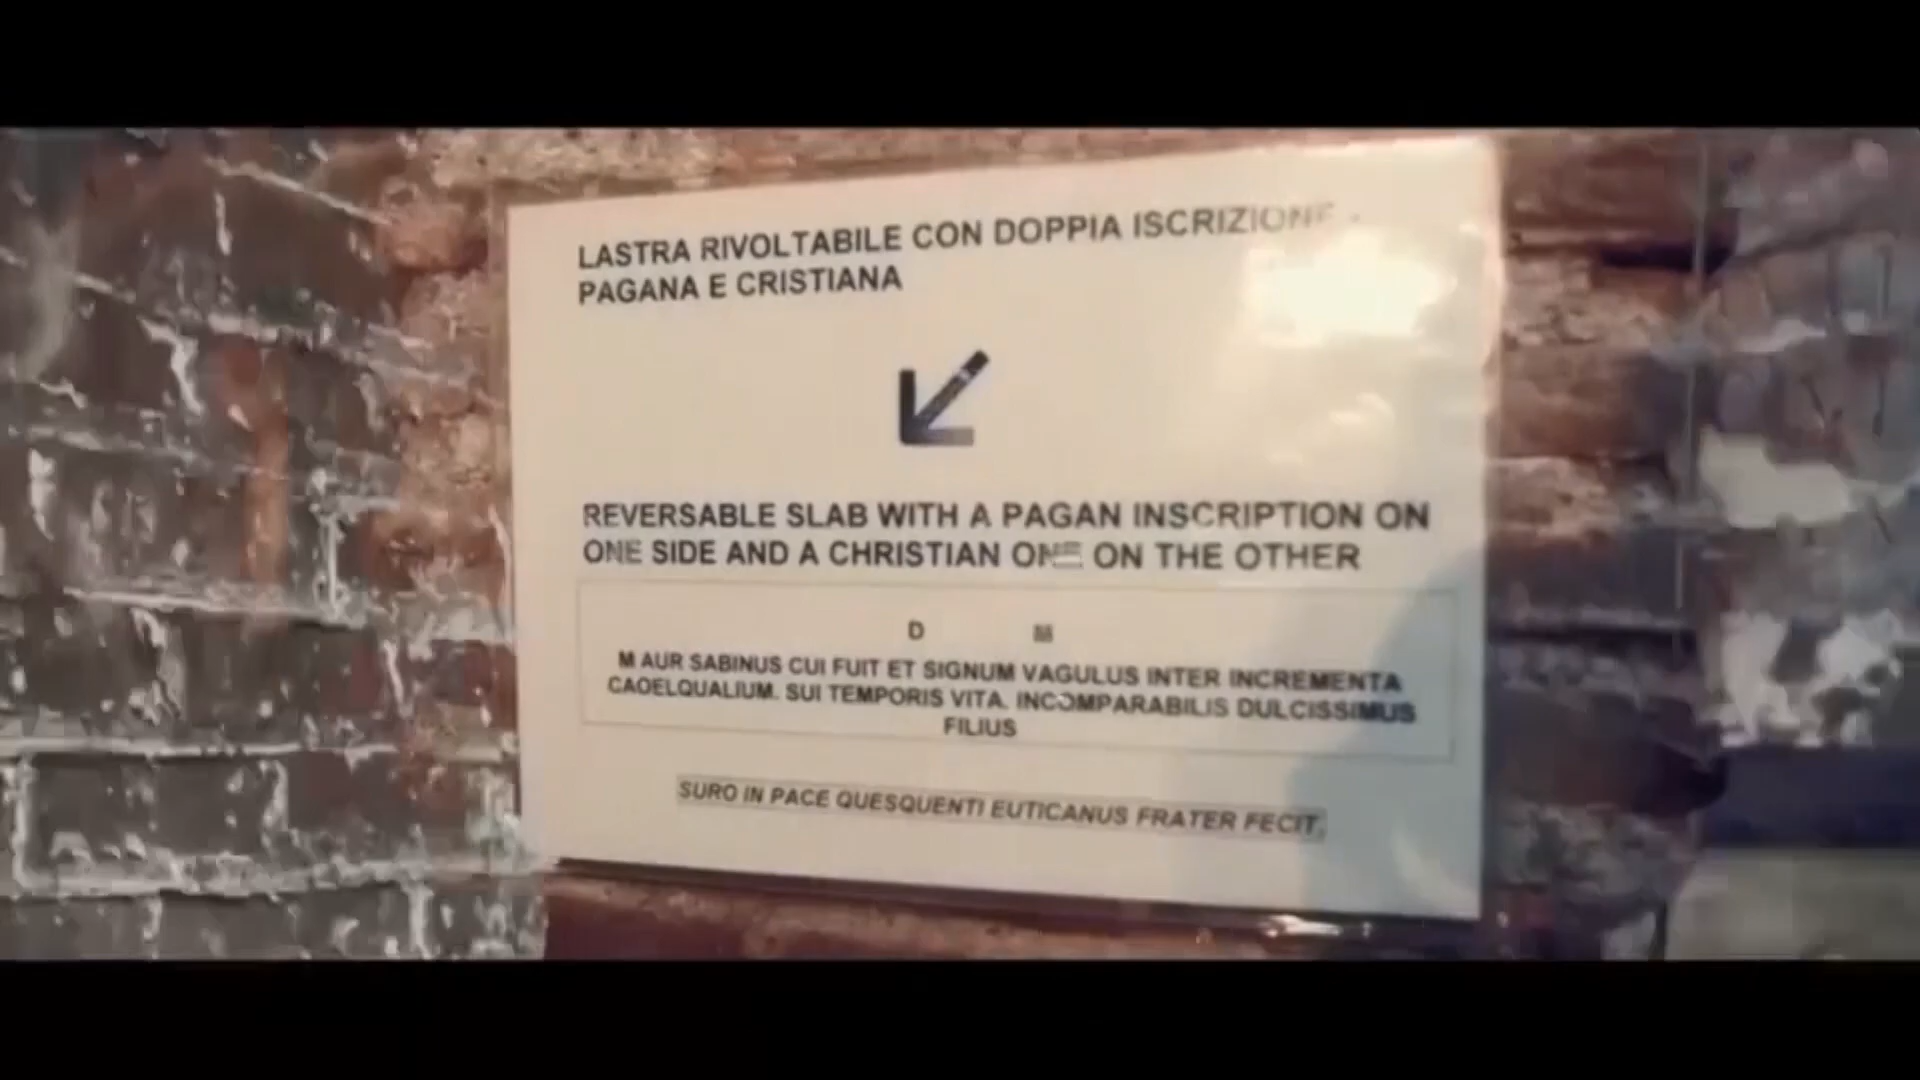 LASTRA RIVOLTABILE CON DOPPIA ISCRIZIONE -
PAGANA E CRISTIANA
REVERSABLE SLAB WITH A PAGAN INSCRIPTION ON
ONE SIDE AND A CHRISTIAN ONE ON THE OTHER
D M
M AUR SABINUS CUI FUIT ET SIGNUM VAGULUS INTER INCREMENTA
CAOELQUALIUM. SUI TEMPORIS VITA. INCOMPARABILIS DULCISSIMUS
FILIUS
SURO IN PACE QUESQUENTI EUTICANUS FRATER FECIT,